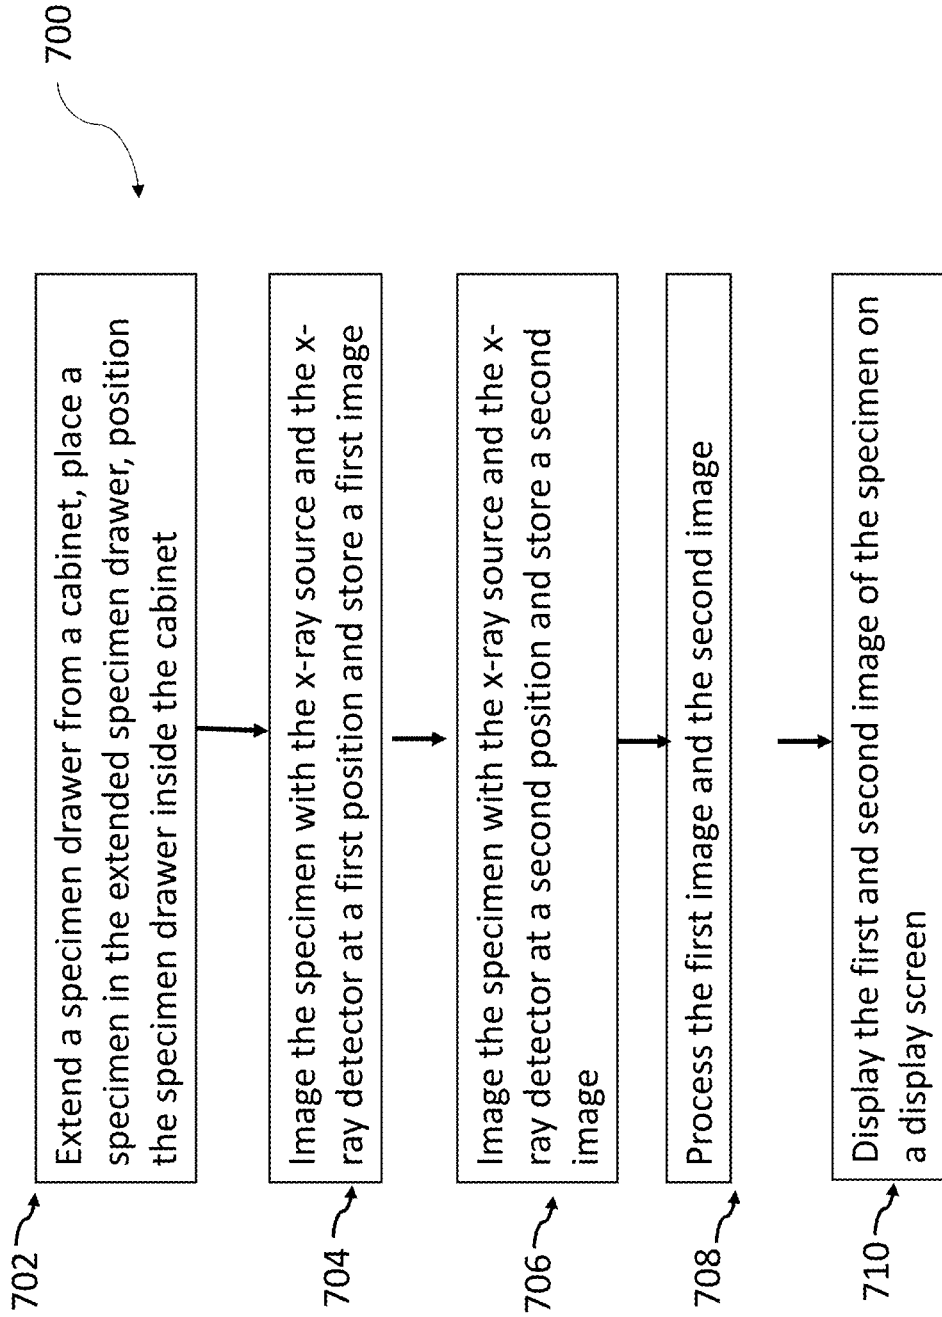 700
702
Extend a specimen drawer from a cabinet, place a
specimen in the extended specimen drawer, position
the specimen drawer inside the cabinet
704
Image the specimen with the x-ray source and the x-
ray detector at a first position and store a first image
706
Image the specimen with the x-ray source and the x-
ray detector at a second position and store a second
image
708
Process the first image and the second image
710
Display the first and second image of the specimen on
a display screen